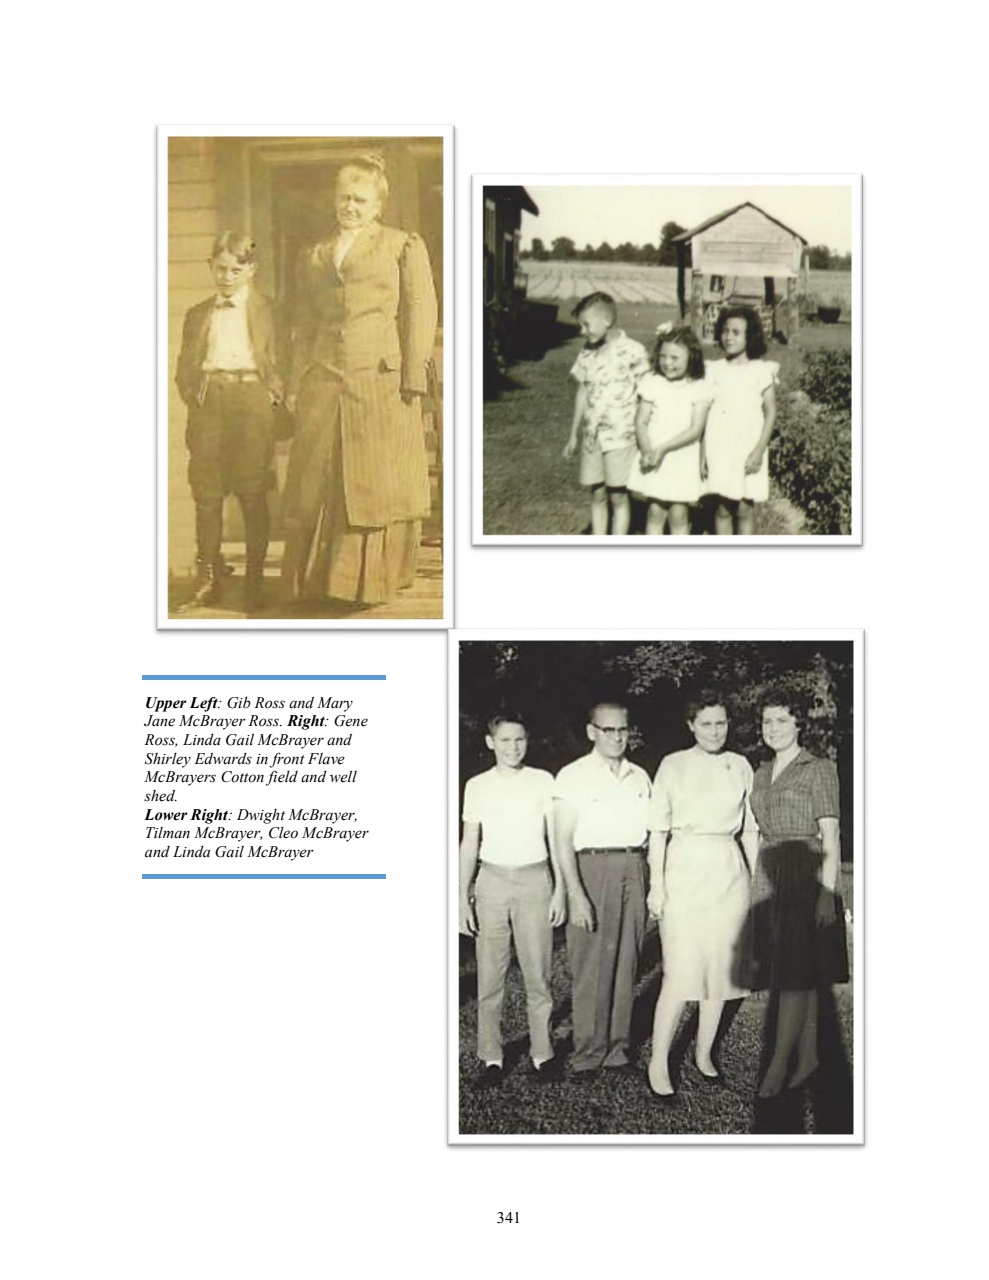 Upper Left: Gib Ross and Mary
Jane McBrayer Ross. Right: Gene
Ross, Linda Gail McBrayer and
Shirley Edwards in front Flave
McBrayers Cotton field and well
shed.
Lower Right: Dwight McBrayer,
Tilman McBrayer, Cleo McBrayer
and Linda Gail McBrayer
341